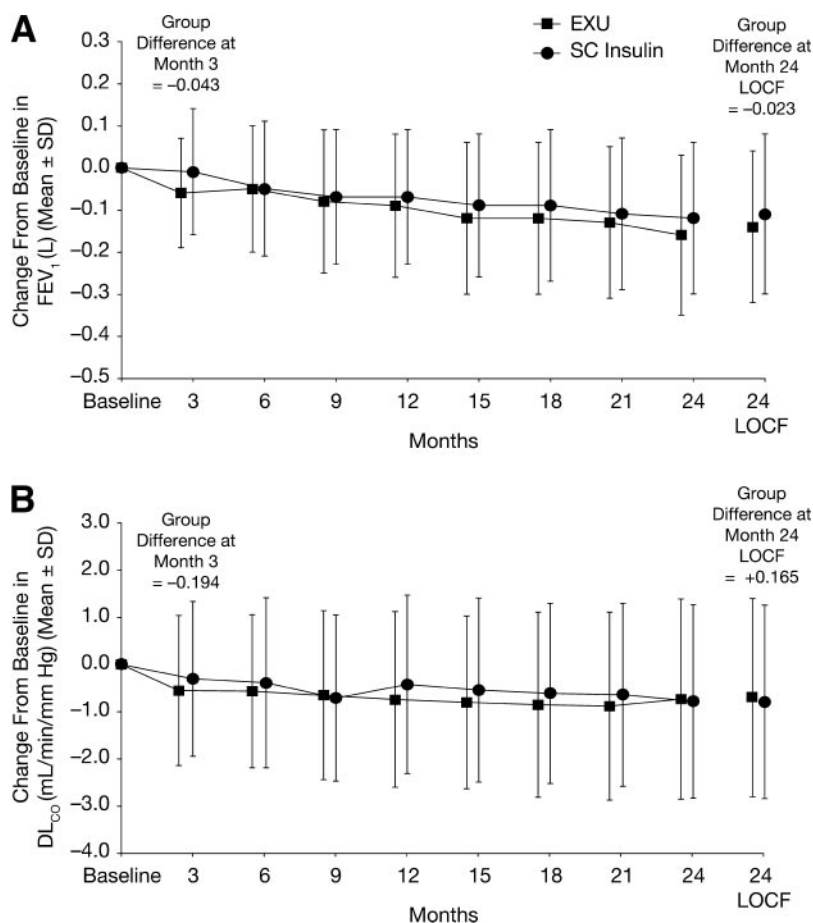 A
Group
Difference at
Month 3
= −0.043
EXU
SC Insulin
Group
Difference at
Month 24
LOCF
= −0.023
Change From Baseline in
FEV1 (L) (Mean ± SD)
0.3
0.2
0.1
0.0
−0.1
−0.2
−0.3
−0.4
−0.5
Baseline 3 6 9 12 15 18 21 24 24
LOCF
Months
B
Group
Difference at
Month 3
= −0.194
Group
Difference at
Month 24
LOCF
= +0.165
Change From Baseline in
DLCO (mL/min/mm Hg) (Mean ± SD)
3.0
2.0
1.0
0.0
−1.0
−2.0
−3.0
−4.0
Baseline 3 6 9 12 15 18 21 24 24
LOCF
Months